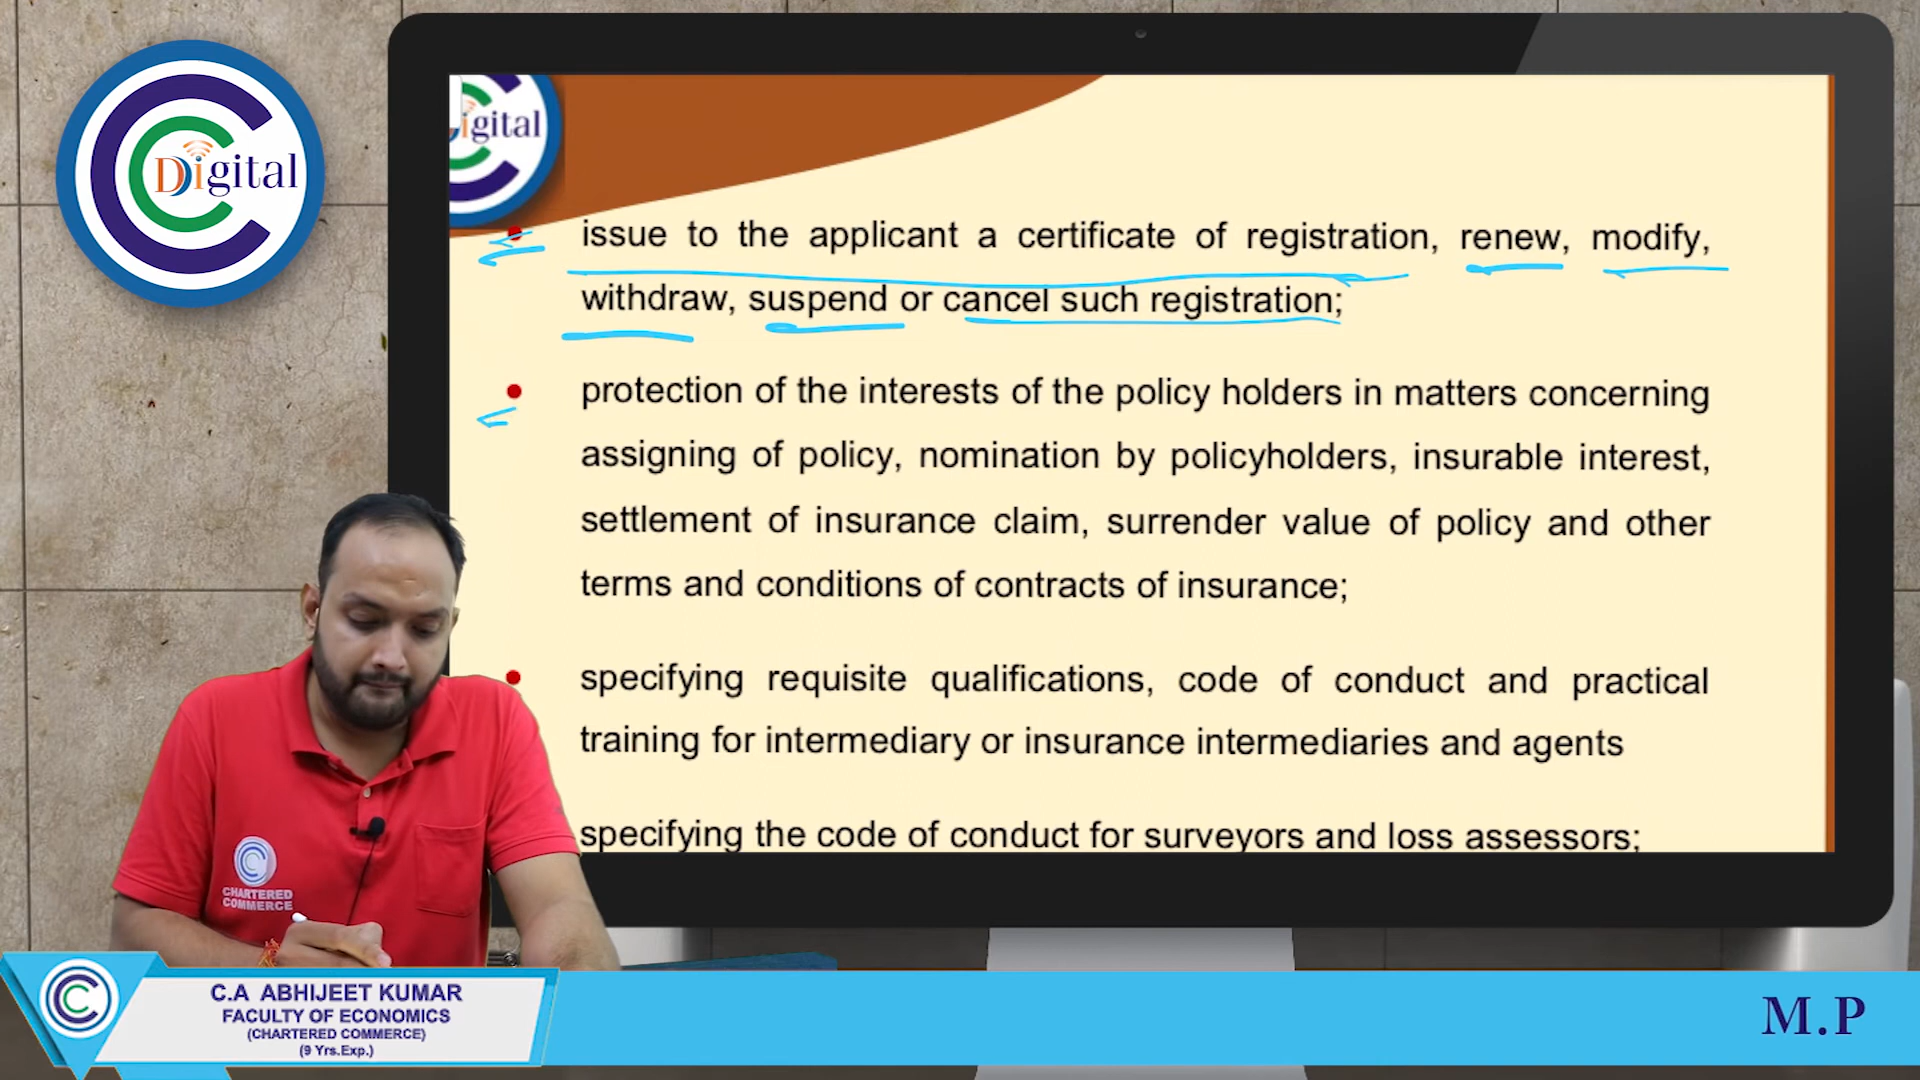 Digital
igital
issue to the applicant a certificate of registration, renew, modify,
withdraw, suspend or cancel such registration;
protection of the interests of the policy holders in matters concerning
assigning of policy, nomination by policyholders, insurable interest,
settlement of insurance claim, surrender value of policy and other
terms and conditions of contracts of insurance;
specifying requisite qualifications, code of conduct and practical
training for intermediary or insurance intermediaries and agents
specifying the code of conduct for surveyors and loss assessors;
CHARTERED
COMMERCE
C.A ABHIJEET KUMAR
FACULTY OF ECONOMICS
(CHARTERED COMMERCE)
(9 Yrs.Exp.)
M.P